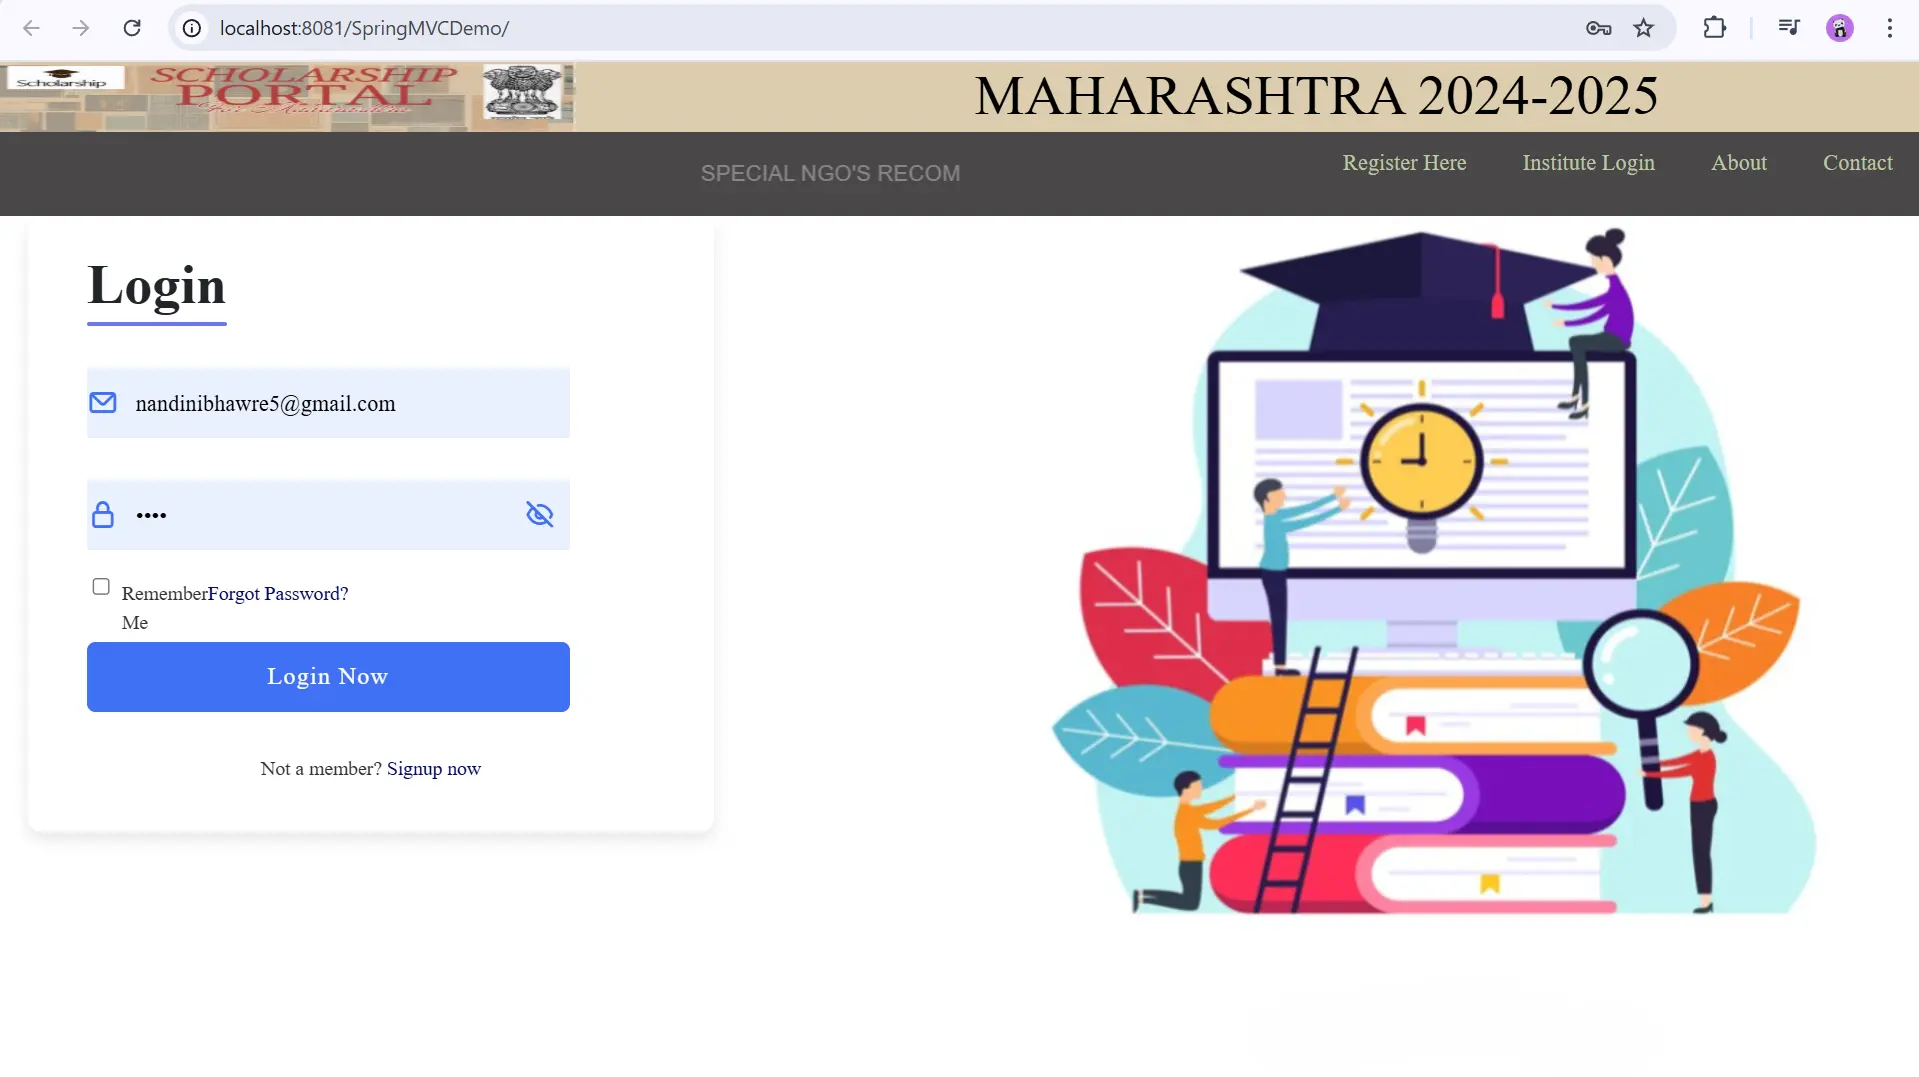 localhost:8081/SpringMVCDemo/
Scholarship
SCHOLARSHIP
PORTAL
MAHARASHTRA 2024-2025
SPECIAL NGO'S RECOM
Register Here
Institute Login
About
Contact
Login
nandinibhawre5@gmail.com
••••
RememberForgot Password?
Me
Login Now
Not a member? Signup now